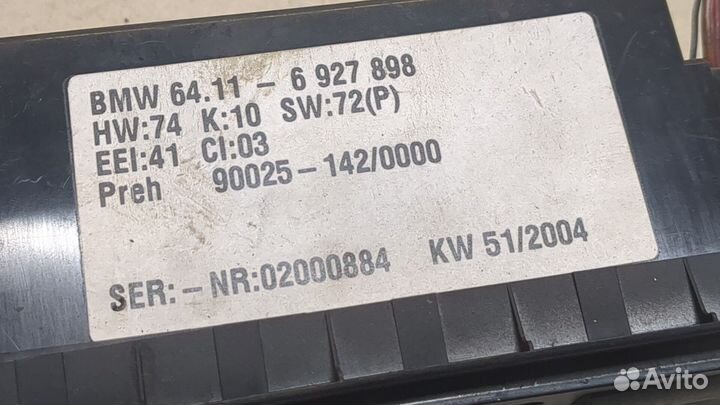 BMW 64.11 - 6 927 898
HW:74 K:10 SW:72(P)
EEI:41 CI:03
Preh 90025-142/0000
SER:-NR:02000884 KW 51/2004
Avito